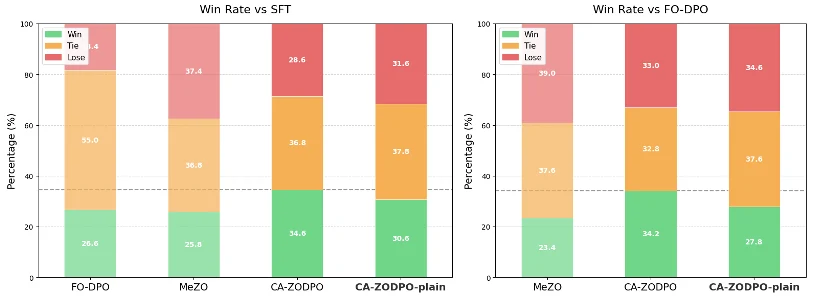 Win Rate vs SFT
Percentage (%)
100
80
60
40
20
0
Win
Tie
Lose
55.0
26.6
37.4
36.8
25.8
28.6
36.8
34.6
31.6
37.8
30.6
FO-DPO
MeZO
CA-ZODPO
CA-ZODPO-plain
Win Rate vs FO-DPO
Percentage (%)
100
80
60
40
20
0
Win
Tie
Lose
39.0
37.6
23.4
33.0
32.8
34.2
34.6
37.6
27.8
MeZO
CA-ZODPO
CA-ZODPO-plain